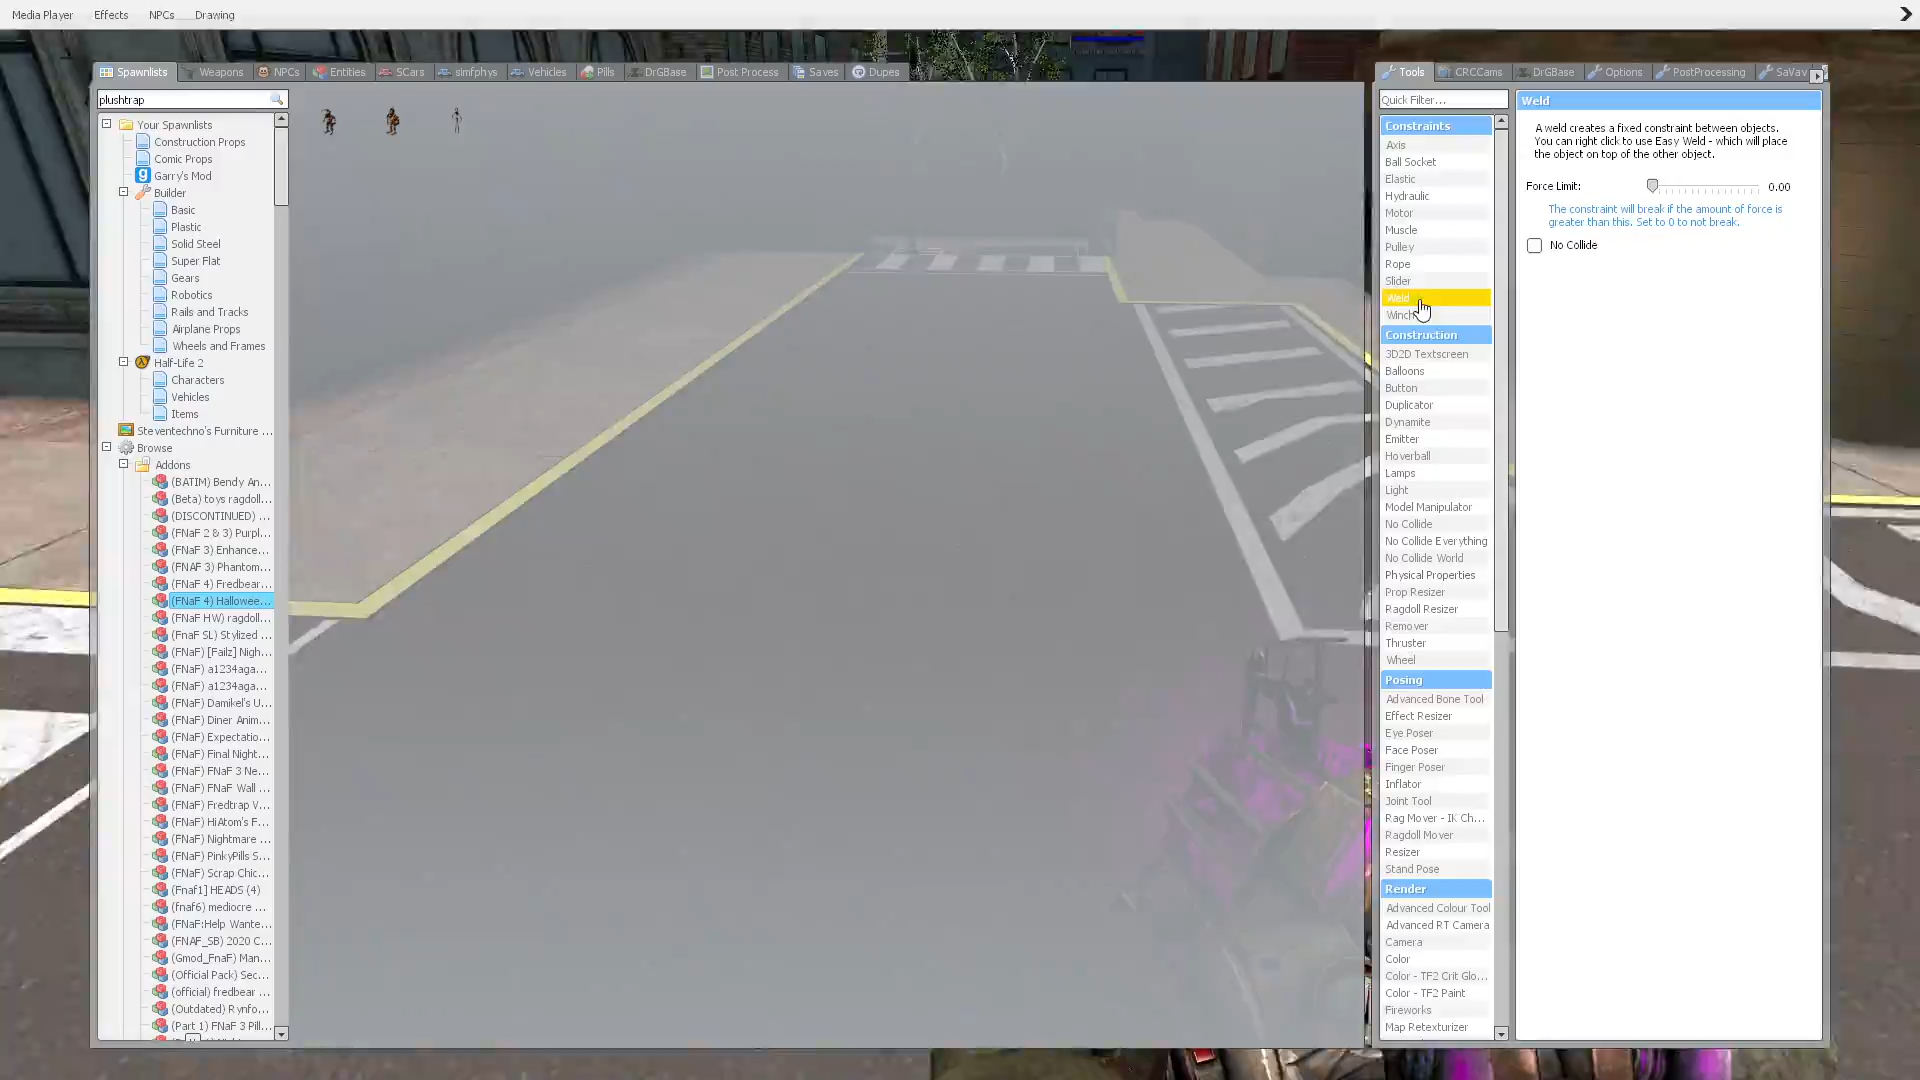 Media Player Effects NPCs Drawing
Spawnlists Weapons NPCs Entities SCars simfphys Vehicles Pills DrGBase Post Process Saves Dupes
plushtrap
Your Spawnlists
Construction Props
Comic Props
Garry's Mod
Builder
Basic
Plastic
Solid Steel
Super Flat
Gears
Robotics
Rails and Tracks
Airplane Props
Wheels and Frames
Half-Life 2
Characters
Vehicles
Items
Steventechno's Furniture ...
Browse
Addons
(BATIM) Bendy An...
(Beta) toys ragdoll...
(DISCONTINUED) ...
(FNaF 2 & 3) Purpl...
(FNAF 3) Enhance...
(FNAF 3) Phantom...
(FNaF 4) Fredbear...
(FNaF 4) Hallowee...
(FNaF HW) ragdoll...
(FnaF SL) Stylized ...
(FNaF) [Failz] Nigh...
(FNaF) a1234aga...
(FNaF) a1234aga...
(FNaF) Damikel's U...
(FNaF) Diner Anim...
(FNaF) Expectatio...
(FNaF) Final Night...
(FNaF) FNaF 3 Ne...
(FNaF) FNaF Wall ...
(FNaF) Fredtrap V...
(FNaF) HiAtom's F...
(FNaF) Nightmare ...
(FNaF) PinkyPills S...
(FNaF) Scrap Chic...
(Fnaf1] HEADS (4)
(fnaf6) mediocre ...
(FNaF:Help Wante...
(FNAF_SB) 2020 C...
(Gmod_FnaF) Man...
(Official Pack) Sec...
(official) fredbear ...
(Outdated) Rynfo...
(Part 1) FNaF 3 Pill...
Tools CRCCams DrGBase Options PostProcessing SaVav
Quick Filter...
Constraints
Axis
Ball Socket
Elastic
Hydraulic
Motor
Muscle
Pulley
Rope
Slider
Weld
Winch
Construction
3D2D Textscreen
Balloons
Button
Duplicator
Dynamite
Emitter
Hoverball
Lamps
Light
Model Manipulator
No Collide
No Collide Everything
No Collide World
Physical Properties
Prop Resizer
Ragdoll Resizer
Remover
Thruster
Wheel
Posing
Advanced Bone Tool
Effect Resizer
Eye Poser
Face Poser
Finger Poser
Inflator
Joint Tool
Rag Mover - IK Ch...
Ragdoll Mover
Resizer
Stand Pose
Render
Advanced Colour Tool
Advanced RT Camera
Camera
Color
Color - TF2 Crit Glo...
Color - TF2 Paint
Fireworks
Map Retexturizer
Weld
A weld creates a fixed constraint between objects.
You can right click to use Easy Weld - which will place
the object on top of the other object.
Force Limit: 0.00
The constraint will break if the amount of force is
greater than this. Set to 0 to not break.
No Collide